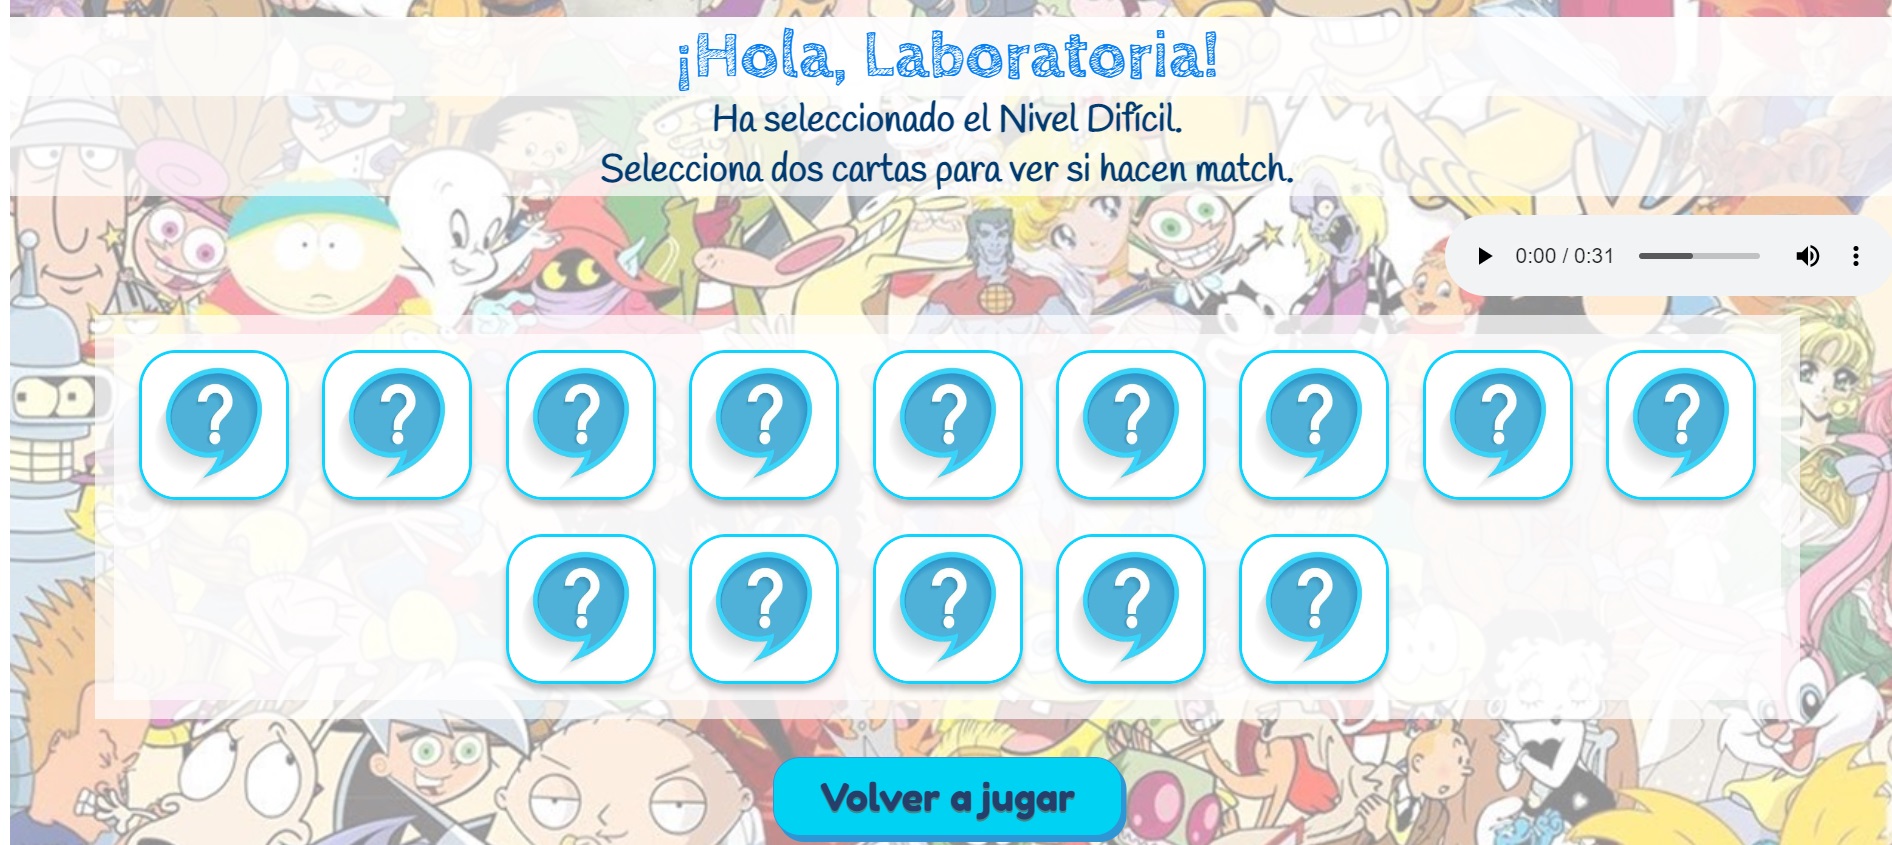 ¡Hola, Laboratoria!
Ha seleccionado el Nivel Difícil.
Selecciona dos cartas para ver si hacen match.
0:00 / 0:31
? ? ? ? ? ? ? ? ?
? ? ? ? ?
Volver a jugar